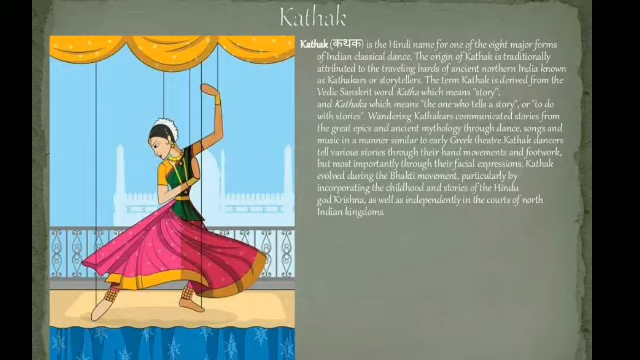 Kathak
Kathak (कथक) is the Hindi name for one of the eight major forms
of Indian classical dance. The origin of Kathak is traditionally
attributed to the traveling bards of ancient northern India known
as Kathakars or storytellers. The term Kathak is derived from the
Vedic Sanskrit word Katha which means "story",
and Kathaka which means "the one who tells a story", or "to do
with stories". Wandering Kathakars communicated stories from
the great epics and ancient mythology through dance, songs and
music in a manner similar to early Greek theatre.Kathak dancers
tell various stories through their hand movements and footwork,
but most importantly through their facial expressions. Kathak
evolved during the Bhakti movement, particularly by
incorporating the childhood and stories of the Hindu
god Krishna, as well as independently in the courts of north
Indian kingdoms.